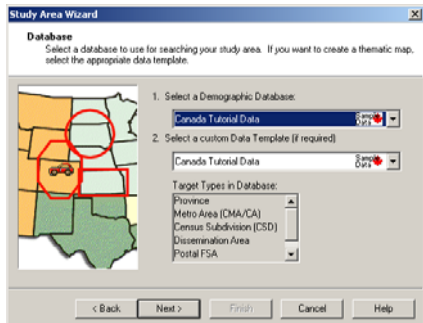 Study Area Wizard
Database
Select a database to use for searching your study area. If you want to create a thematic map,
select the appropriate data template.
1. Select a Demographic Database:
Canada Tutorial Data Sample Data
2. Select a custom Data Template (if required)
Canada Tutorial Data Sample Data
Target Types in Database:
Province
Metro Area (CMA/CA)
Census Subdivision (CSD)
Dissemination Area
Postal FSA
< Back Next > Finish Cancel Help